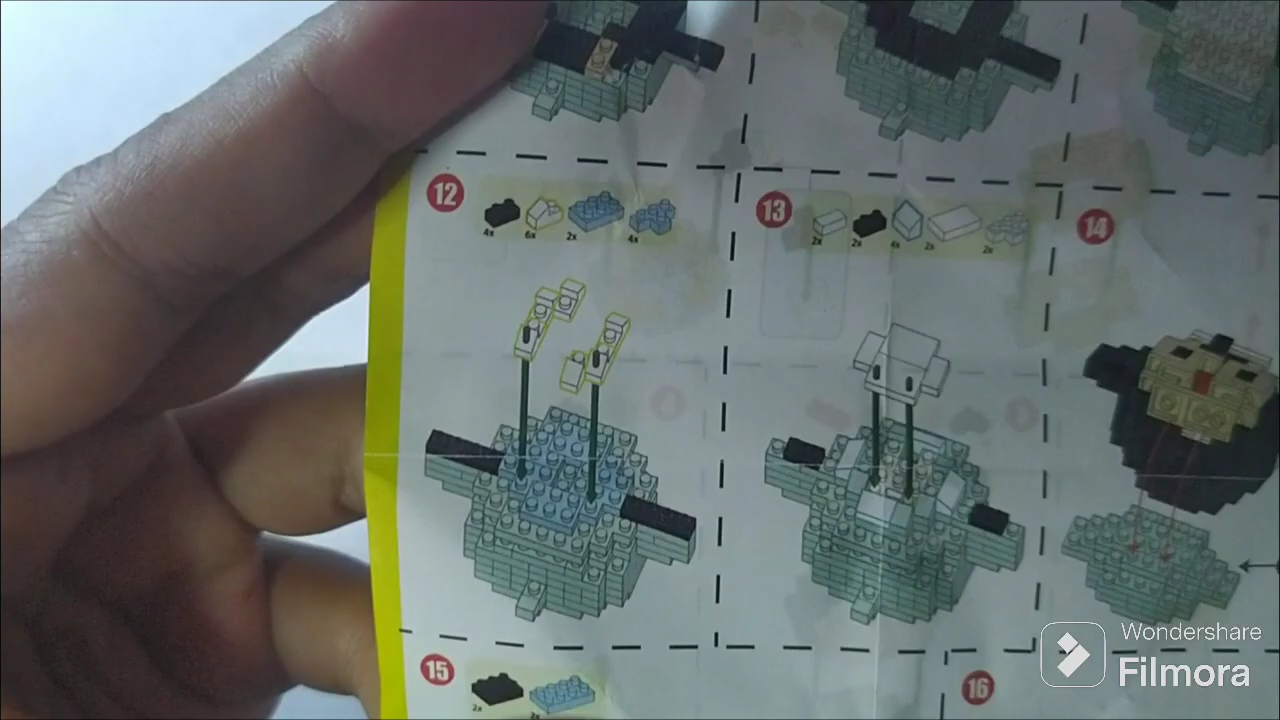 12
4x 6x 2x 4x
13
2x 2x 4x 2x 2x
14
15
2x 2x
16
Wondershare
Filmora